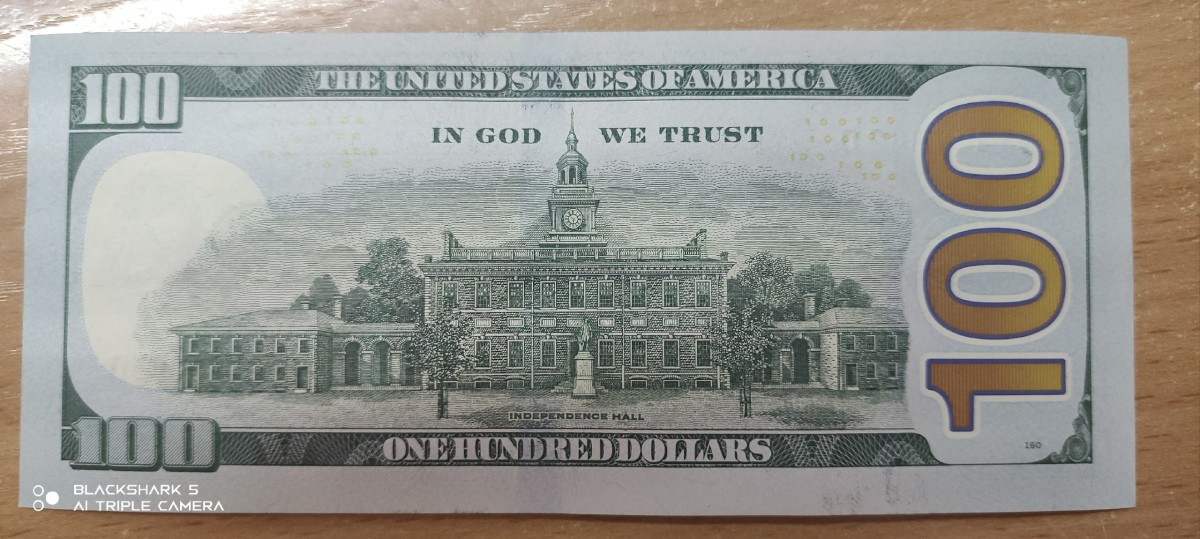 100
THE UNITED STATES OF AMERICA
IN GOD WE TRUST
100
INDEPENDENCE HALL
160
100
ONE HUNDRED DOLLARS
BLACKSHARK 5
AI TRIPLE CAMERA